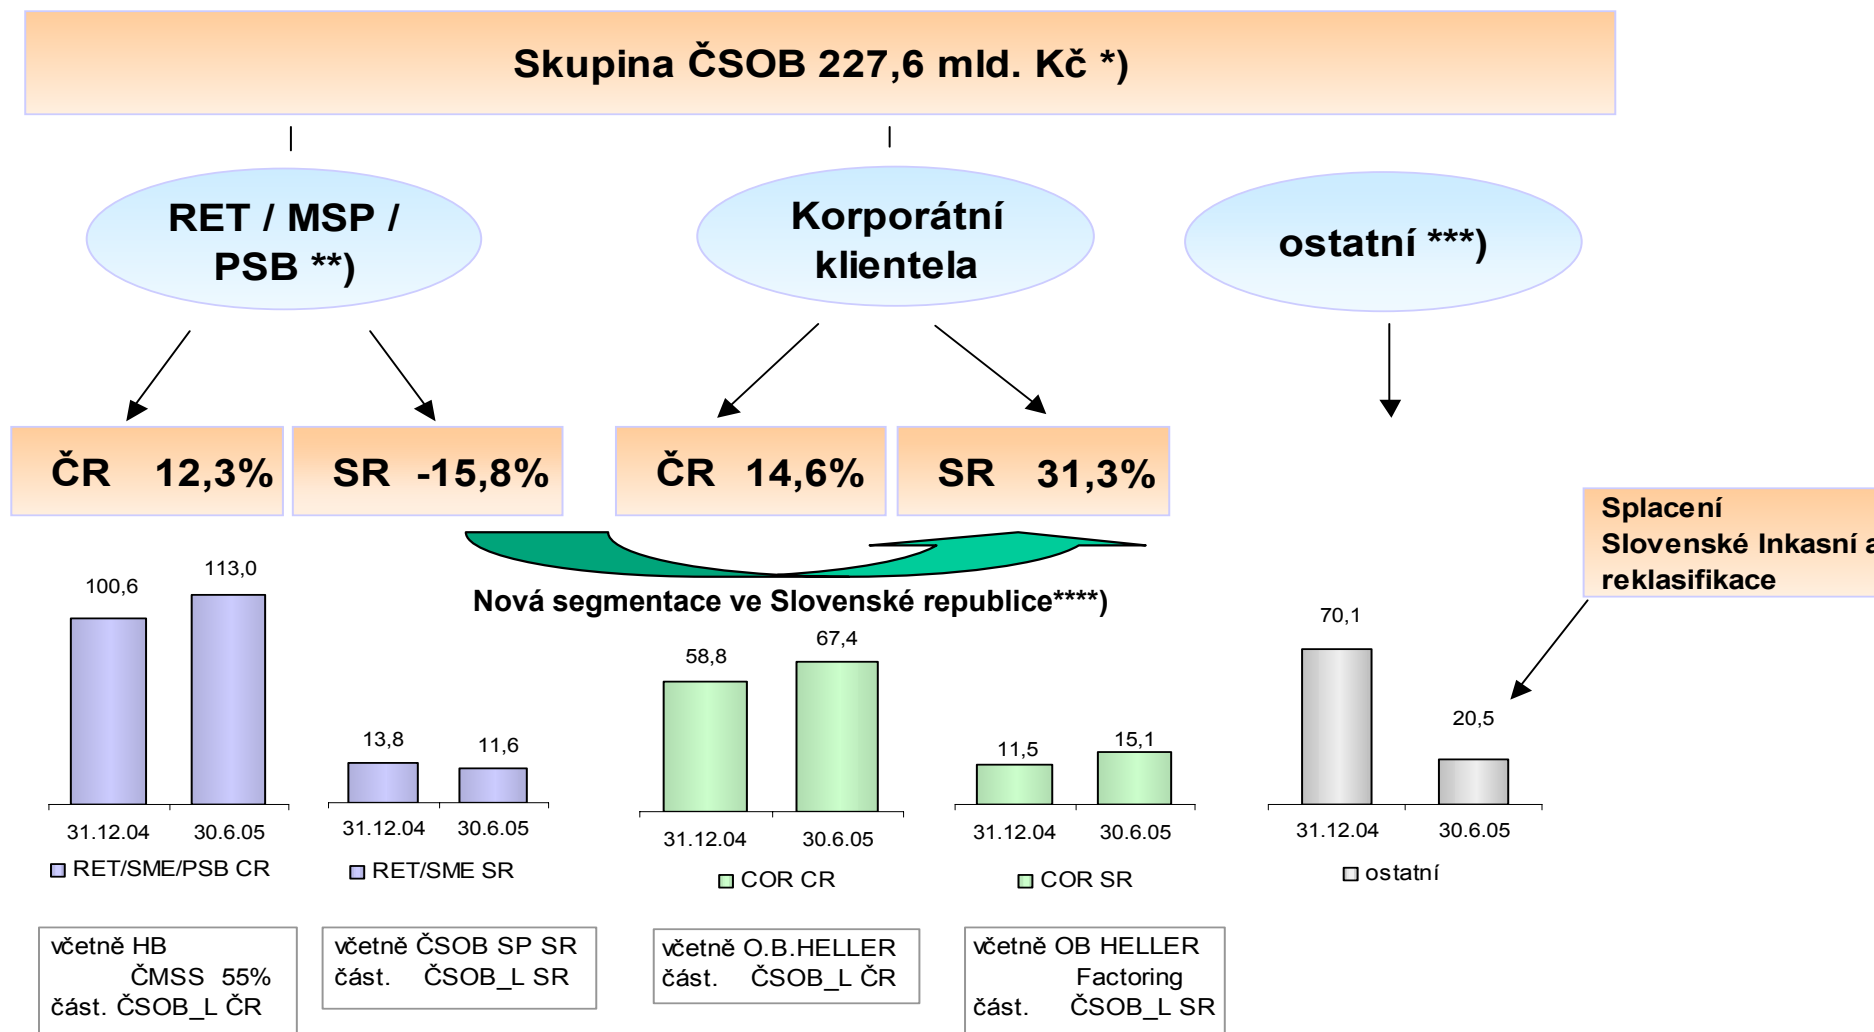 Skupina ČSOB 227,6 mld. Kč *)
RET / MSP /
PSB **)
Korporátní
klientela
ostatní ***)
ČR 12,3%
SR -15,8%
ČR 14,6%
SR 31,3%
Splacení
Slovenské Inkasní a
reklasifikace
Nová segmentace ve Slovenské republice****)
100,6
113,0
31.12.04
30.6.05
RET/SME/PSB CR
13,8
11,6
31.12.04
30.6.05
RET/SME SR
58,8
67,4
31.12.04
30.6.05
COR CR
11,5
15,1
31.12.04
30.6.05
COR SR
70,1
20,5
31.12.04
30.6.05
ostatní
včetně HB
ČMSS 55%
část. ČSOB_L ČR
včetně ČSOB SP SR
část. ČSOB_L SR
včetně O.B.HELLER
část. ČSOB_L ČR
včetně OB HELLER
Factoring
část. ČSOB_L SR